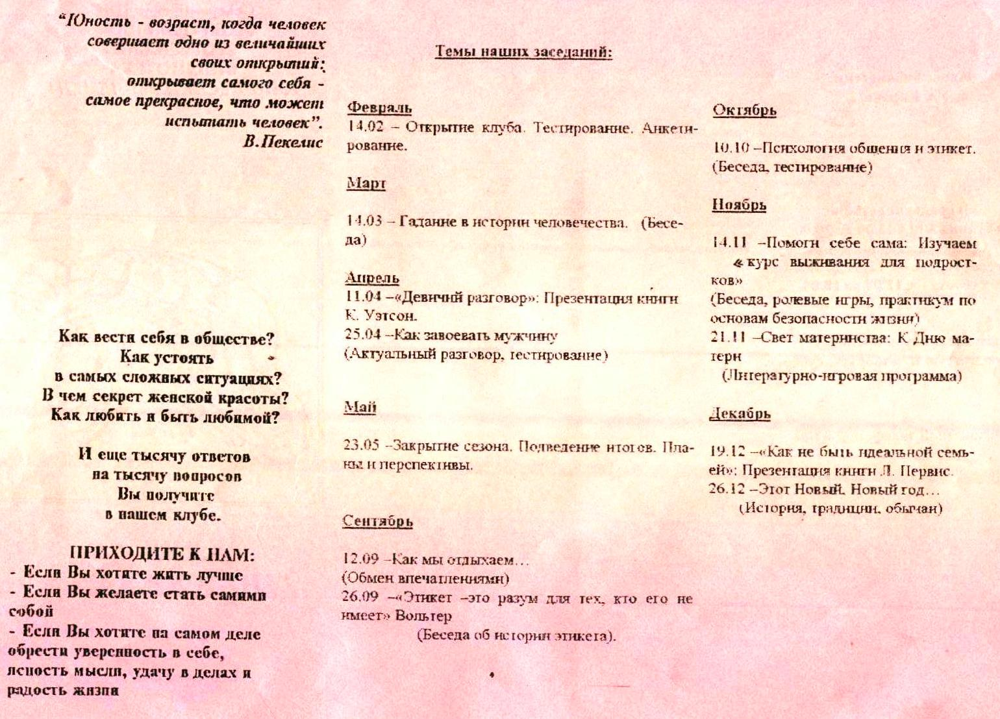 “Юность - возраст, когда человек
совершает одно из величайших
своих открытий:
открывает самого себя -
самое прекрасное, что может
испытать человек”.
В.Пекелис
Как вести себя в обществе?
Как устоять
в самых сложных ситуациях?
В чем секрет женской красоты?
Как любить и быть любимой?
И еще тысячу ответов
на тысячу вопросов
Вы получите
в нашем клубе.
ПРИХОДИТЕ К НАМ:
- Если Вы хотите жить лучше
- Если Вы желаете стать самими
собой
- Если Вы хотите на самом деле
обрести уверенность в себе,
ясность мысли, удачу в делах и
радость жизни
Темы наших заседаний:
Февраль
14.02 – Открытие клуба. Тестирование. Анкети-
рование.
Март
14.03 – Гадание в истории человечества. (Бесе-
да)
Апрель
11.04 –«Девичий разговор»: Презентация книги
К. Уэтсон.
25.04 –Как завоевать мужчину
(Актуальный разговор, тестирование)
Май
23.05 –Закрытие сезона. Подведение итогов. Пла-
ны и перспективы.
Сентябрь
12.09 –Как мы отдыхаем…
(Обмен впечатлениями)
26.09 –«Этикет –это разум для тех, кто его не
имеет» Вольтер
(Беседа об истории этикета).
Октябрь
10.10 –Психология общения и этикет.
(Беседа, тестирование)
Ноябрь
14.11 –Помоги себе сама: Изучаем
«курс выживания для подрост-
ков»
(Беседа, ролевые игры, практикум по
основам безопасности жизни)
21.11 –Свет материнства: К Дню ма-
тери
(Литературно-игровая программа)
Декабрь
19.12 –«Как не быть идеальной семь-
ей»: Презентация книги Л. Первис.
26.12 –Этот Новый, Новый год…
(История, традиции, обычаи)